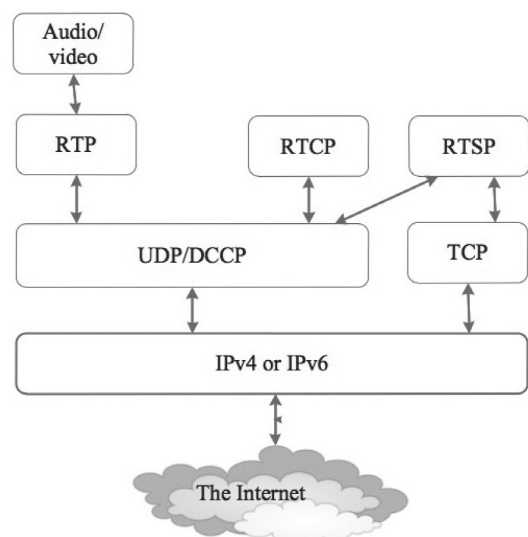 Audio/
video
RTP
RTCP
RTSP
UDP/DCCP
TCP
IPv4 or IPv6
The Internet